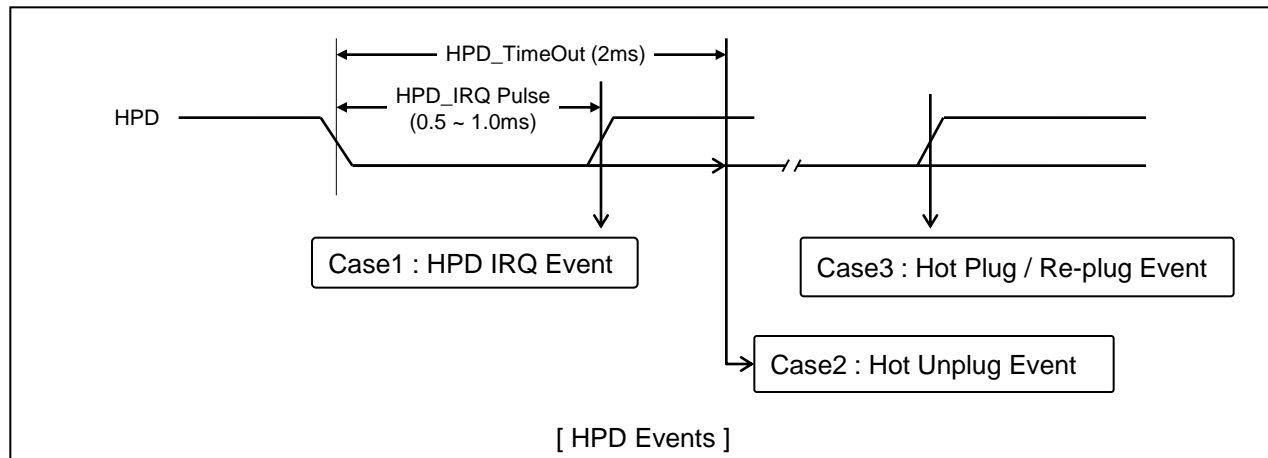 HPD_TimeOut (2ms)
HPD_IRQ Pulse
(0.5 ~ 1.0ms)
HPD
Case1 : HPD IRQ Event
Case3 : Hot Plug / Re-plug Event
Case2 : Hot Unplug Event
[ HPD Events ]